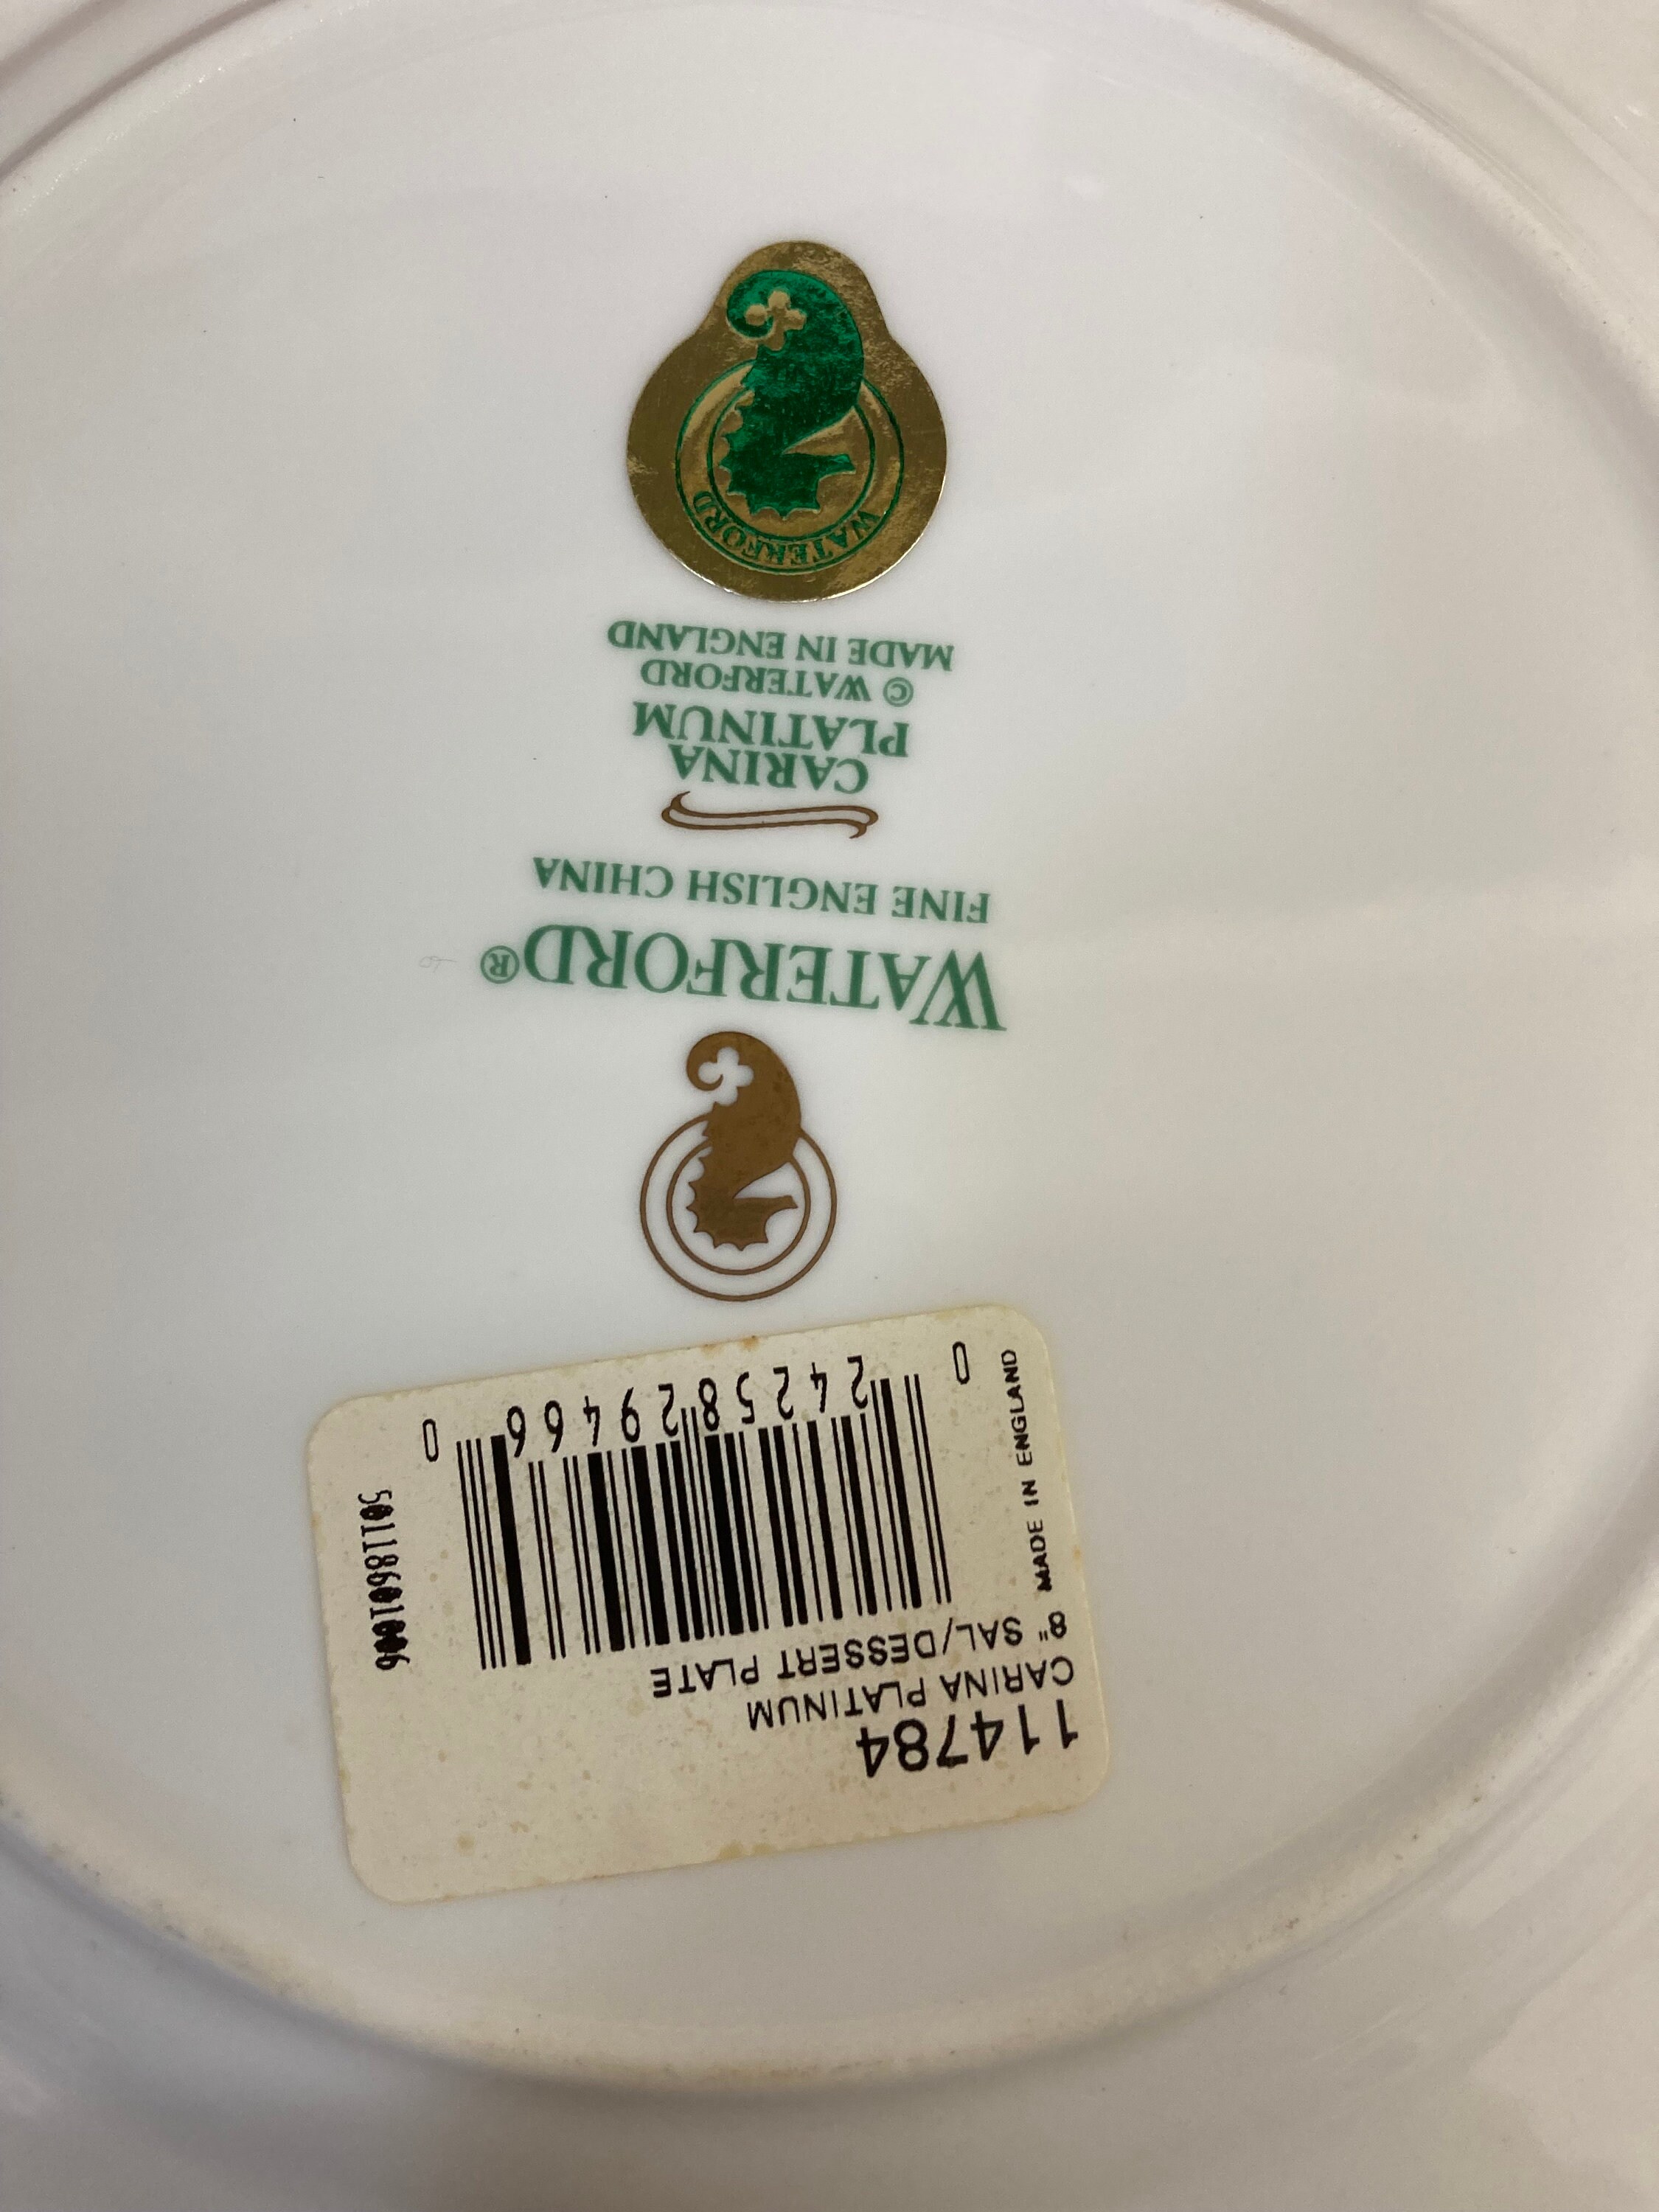 114784
CARINA PLATINUM
8" SAL/DESSERT PLATE
MADE IN ENGLAND
0 24258 29466 0
WATERFORD®
FINE ENGLISH CHINA
CARINA
PLATINUM
© WATERFORD
MADE IN ENGLAND
WATERFORD